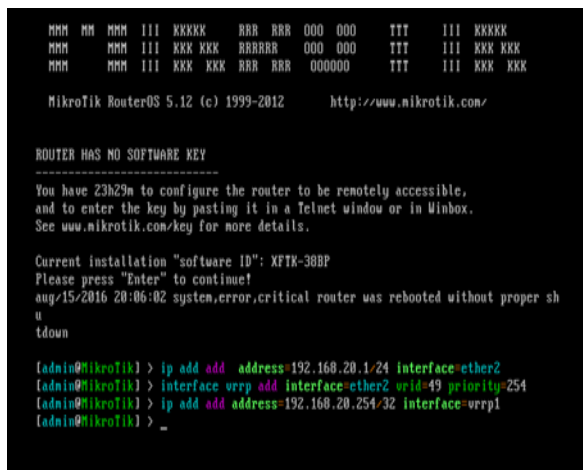 MMM MM MMM III KKKKK RRR RRR OOO OOO TTT III KKKKK
MMM MMM III KKK KKK RRRRRR OOO OOO TTT III KKK KKK
MMM MMM III KKK KKK RRR RRR OOOOOO TTT III KKK KKK
MikroTik RouterOS 5.12 (c) 1999-2012 http://www.mikrotik.com/
ROUTER HAS NO SOFTWARE KEY
----------------------------
You have 23h29m to configure the router to be remotely accessible,
and to enter the key by pasting it in a Telnet window or in Winbox.
See www.mikrotik.com/key for more details.
Current installation "software ID": XFTK-38BP
Please press "Enter" to continue!
aug/15/2016 20:06:02 system,error,critical router was rebooted without proper sh
u
tdown
[admin@MikroTik] > ip add add address=192.168.20.1/24 interface=ether2
[admin@MikroTik] > interface vrrp add interface=ether2 vrid=49 priority=254
[admin@MikroTik] > ip add add address=192.168.20.254/32 interface=vrrp1
[admin@MikroTik] > _